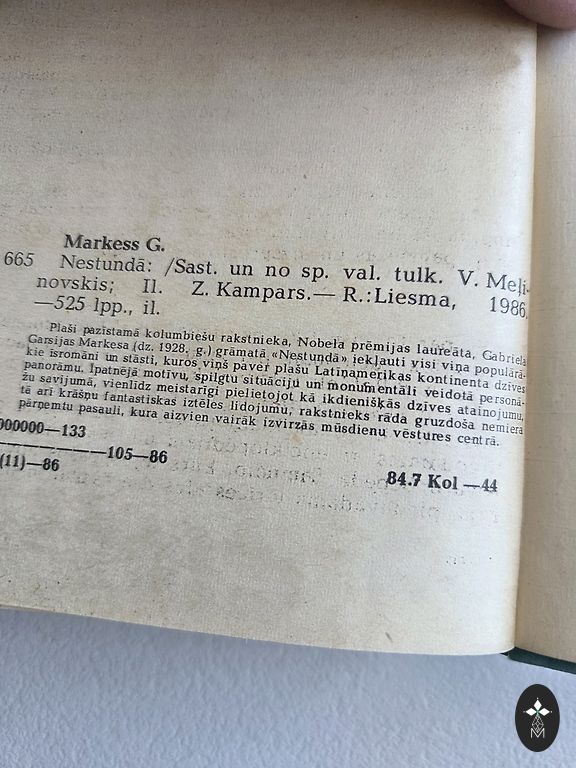 Markess G.
665 Nestundā: /Sast. un no sp. val. tulk. V. Meļi-
novskis; Il. Z. Kampars.— R.:Liesma, 1986.
—525 lpp., il.
Plaši pazīstamā kolumbiešu rakstnieka, Nobela prēmijas laureāta, Gabriela
Garsijas Markesa (dz. 1928. g.) grāmatā «Nestundā» iekļauti visi viņa populārā-
kie īsromāni un stāsti, kuros viņš paver plašu Latīņamerikas kontinenta dzīves
panorāmu. Īpatnējā motīvu, spilgtu situāciju un monumentāli veidotā personā-
žu savijumā, vienlīdz meistarīgi pielietojot kā ikdienišķās dzīves atainojumu,
tā arī krāšņu fantastiskas iztēles lidojumu, rakstnieks rāda gruzdoša nemiera
pārņemtu pasauli, kura aizvien vairāk izvirzās mūsdienu vēstures centrā.
000000—133
105—86
(11)—86
84.7 Kol —44
M